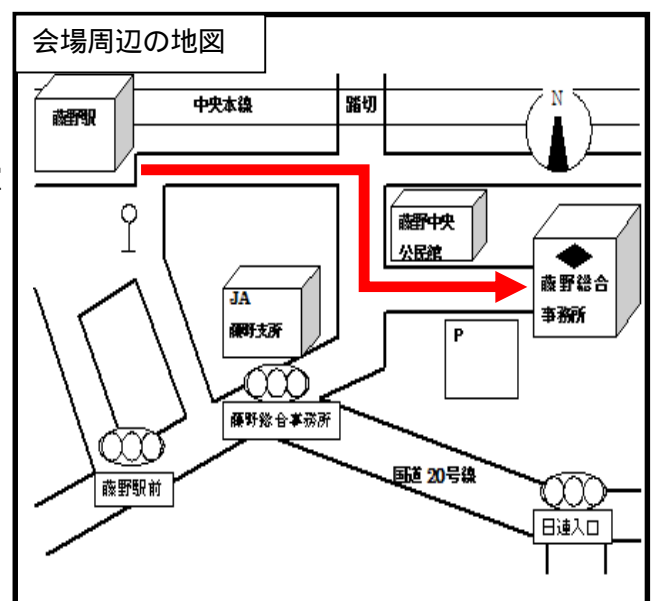 会場周辺の地図
藤野駅
中央本線
踏切
N
藤野中央
公民館
藤野総合
事務所
JA
藤野支所
P
藤野総合事務所
国道20号線
藤野駅前
日連入口